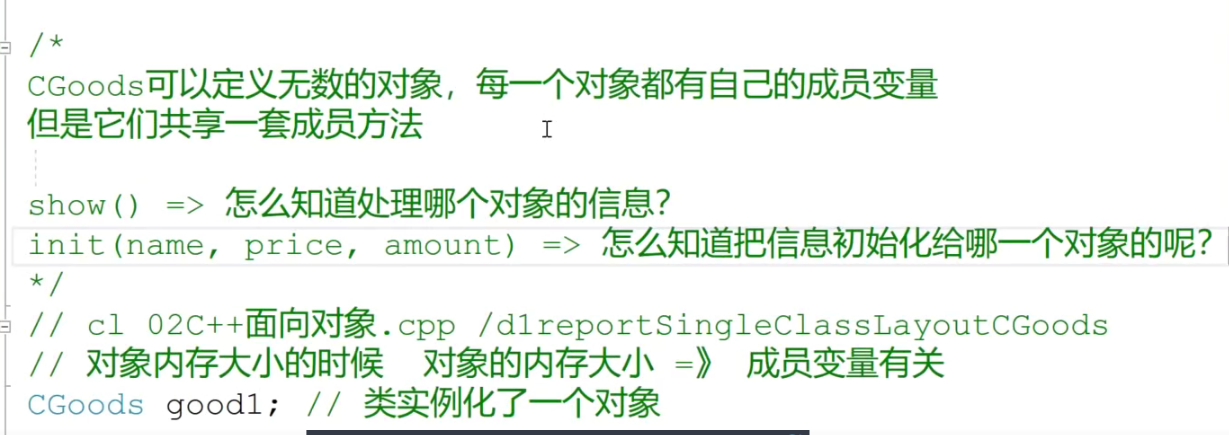 /*
CGoods可以定义无数的对象，每一个对象都有自己的成员变量
但是它们共享一套成员方法
show() => 怎么知道处理哪个对象的信息？
init(name, price, amount) => 怎么知道把信息初始化给哪一个对象的呢？
*/
// cl 02C++面向对象.cpp /d1reportSingleClassLayoutCGoods
// 对象内存大小的时候  对象的内存大小 =》 成员变量有关
CGoods good1; // 类实例化了一个对象